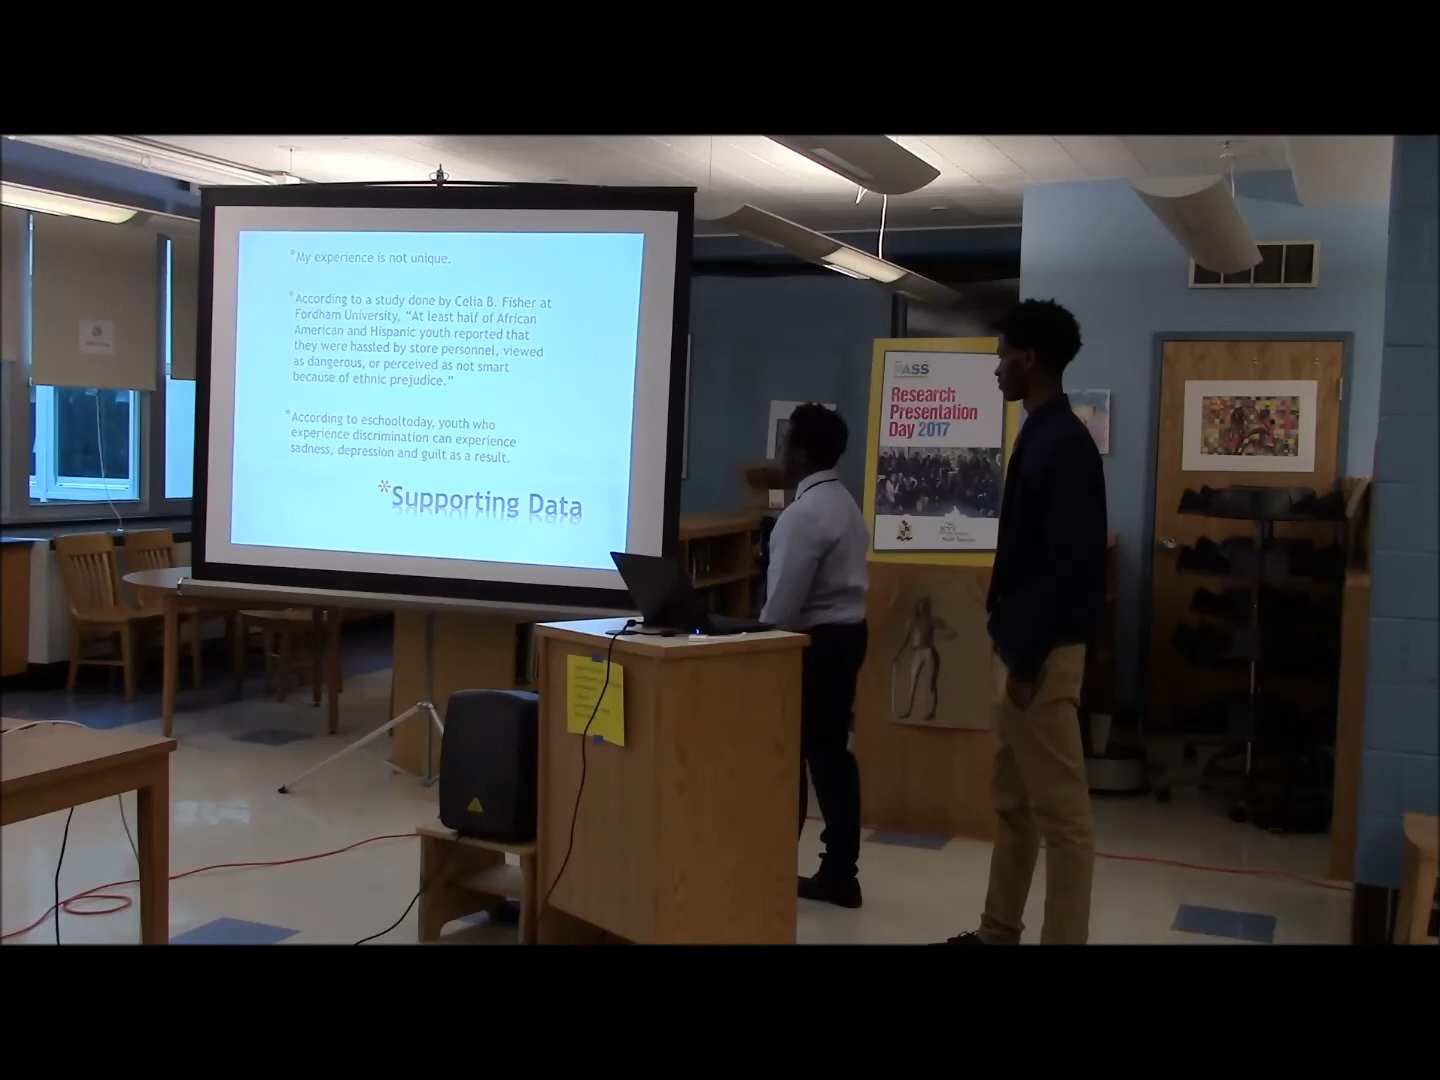 *My experience is not unique.
*According to a study done by Celia B. Fisher at
Fordham University, “At least half of African
American and Hispanic youth reported that
they were hassled by store personnel, viewed
as dangerous, or perceived as not smart
because of ethnic prejudice.”
*According to eschooltoday, youth who
experience discrimination can experience
sadness, depression and guilt as a result.
*Supporting Data
PASS
Research
Presentation
Day 2017